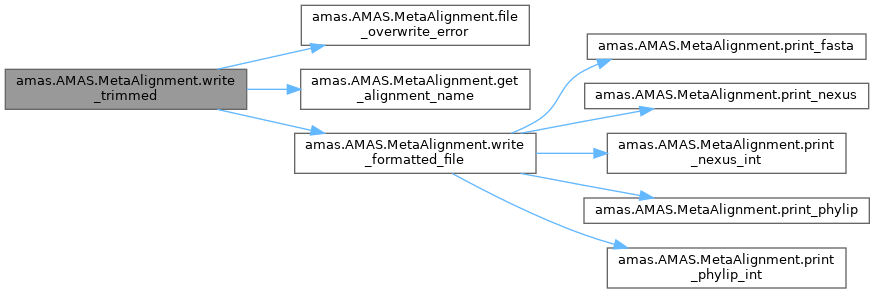 amas.AMAS.MetaAlignment.write
_trimmed
amas.AMAS.MetaAlignment.file
_overwrite_error
amas.AMAS.MetaAlignment.get
_alignment_name
amas.AMAS.MetaAlignment.write
_formatted_file
amas.AMAS.MetaAlignment.print_fasta
amas.AMAS.MetaAlignment.print_nexus
amas.AMAS.MetaAlignment.print
_nexus_int
amas.AMAS.MetaAlignment.print_phylip
amas.AMAS.MetaAlignment.print
_phylip_int